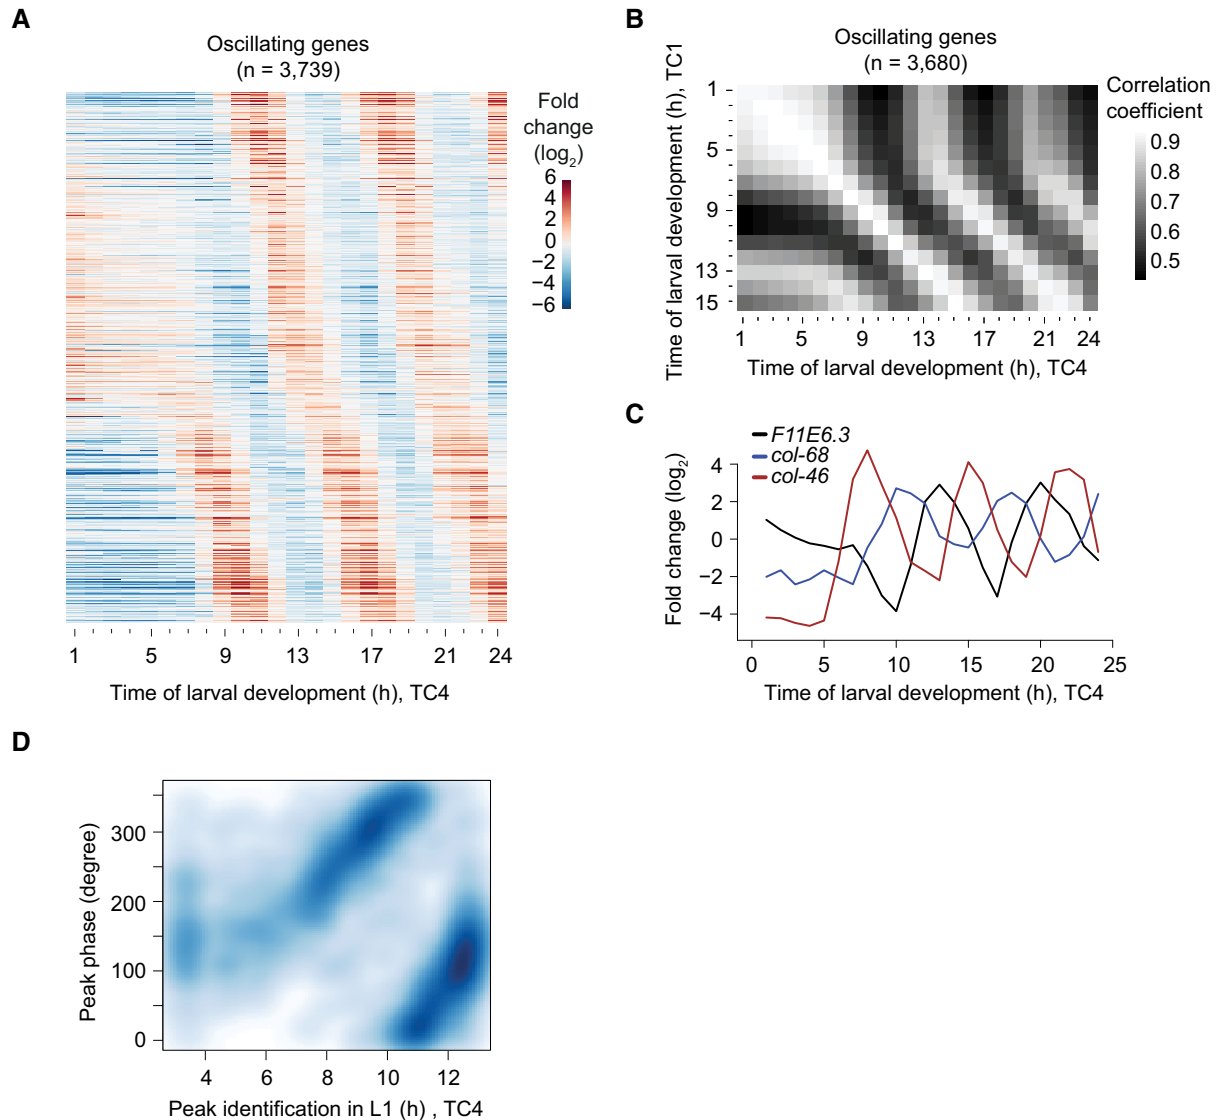 A
Oscillating genes
(n = 3,739)
Fold
change
(log2)
6
4
2
0
−2
−4
−6
1 5 9 13 17 21 24
Time of larval development (h), TC4
B
Oscillating genes
(n = 3,680)
Time of larval development (h), TC1
1
5
9
13
15
1 5 9 13 17 21 24
Time of larval development (h), TC4
Correlation
coefficient
0.9
0.8
0.7
0.6
0.5
C
F11E6.3
col-68
col-46
Fold change (log2)
4
2
0
−2
−4
0 5 10 15 20 25
Time of larval development (h), TC4
D
Peak phase (degree)
300
200
100
0
4 6 8 10 12
Peak identification in L1 (h) , TC4